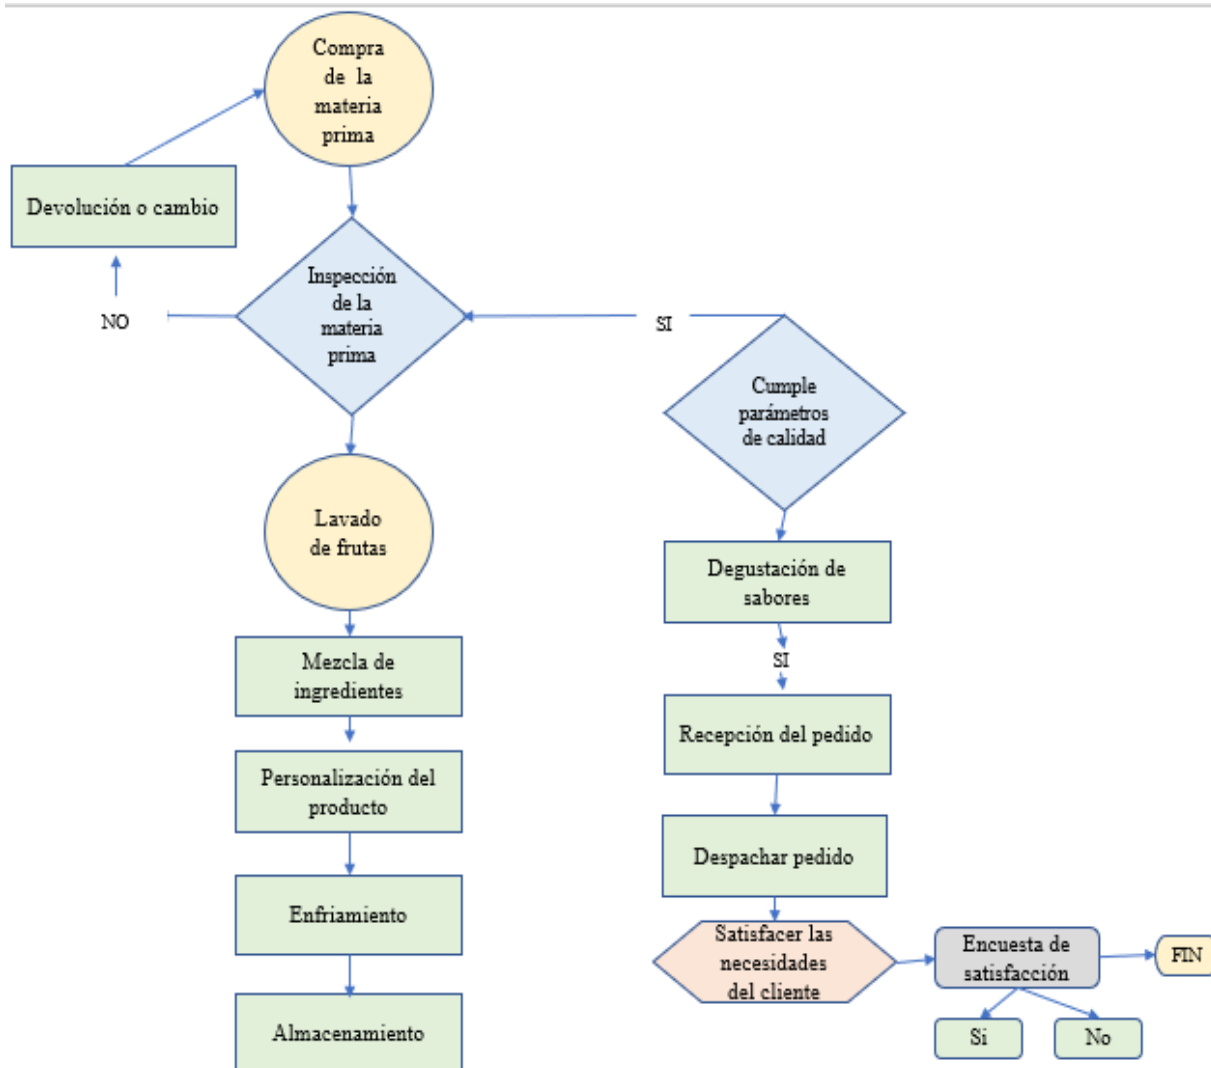 Compra
de la
materia
prima
Devolución o cambio
Inspección
de la
materia
prima
NO
SI
Cumple
parámetros
de calidad
Lavado
de frutas
Degustación de
sabores
SI
Mezcla de
ingredientes
Recepción del pedido
Personalización del
producto
Despachar pedido
Enfriamiento
Satisfacer las
necesidades
del cliente
Encuesta de
satisfacción
FIN
Almacenamiento
Si
No